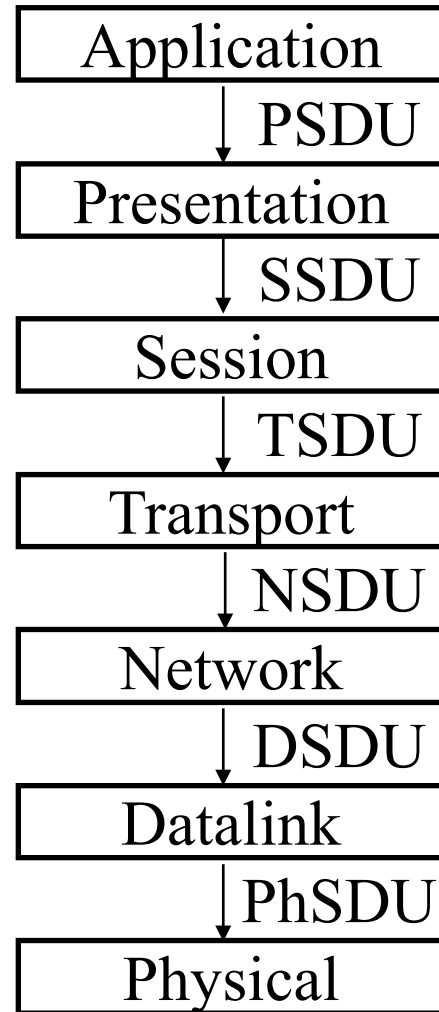 Application
PSDU
Presentation
SSDU
Session
TSDU
Transport
NSDU
Network
DSDU
Datalink
PhSDU
Physical